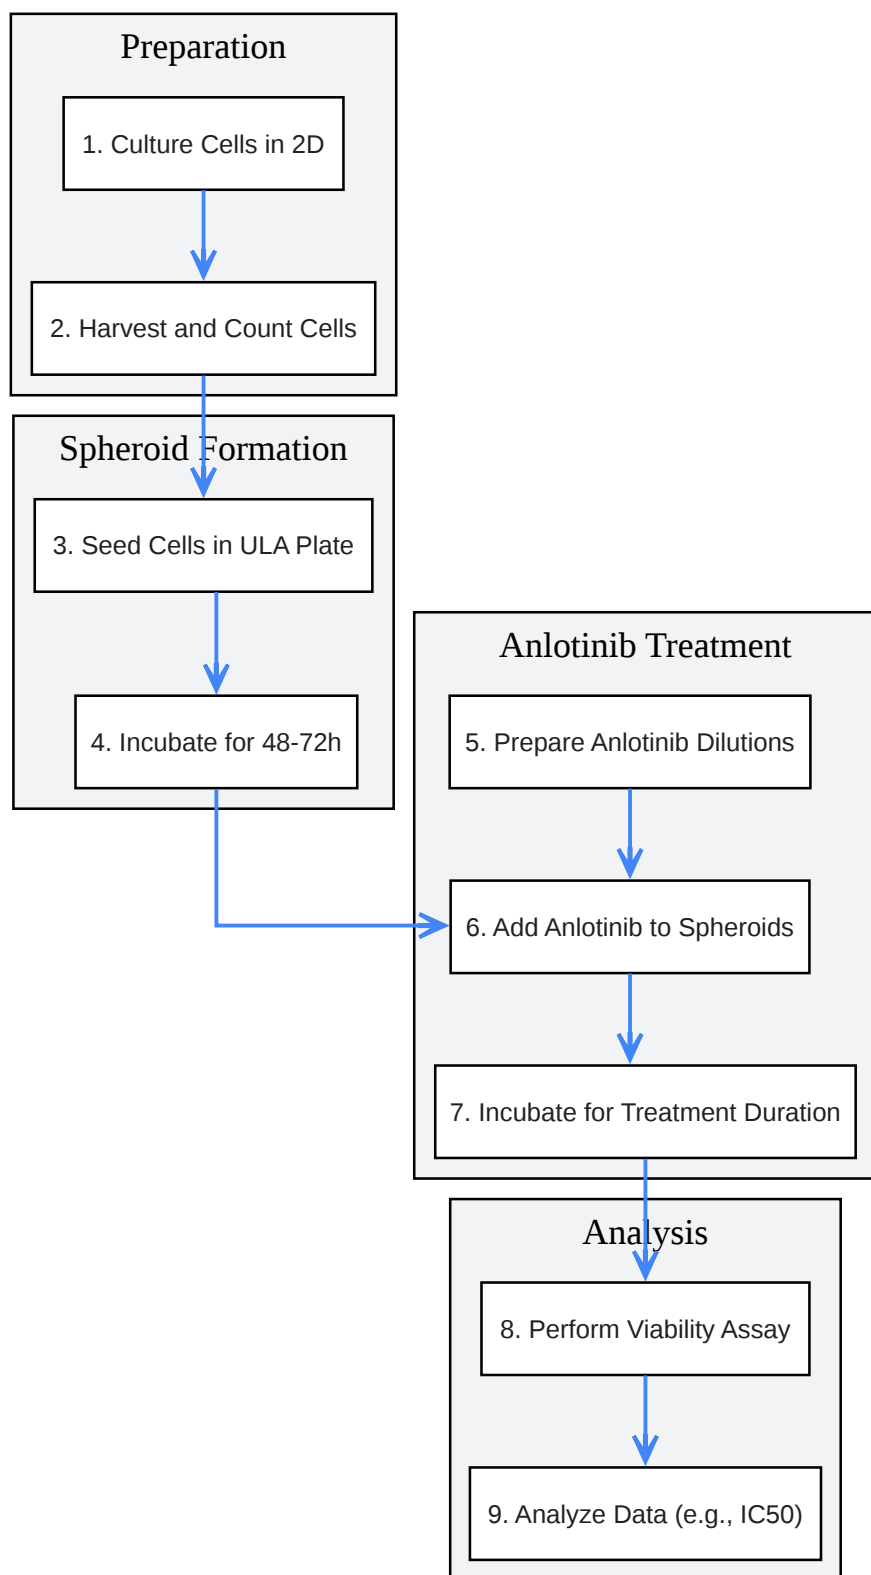 Preparation
1. Culture Cells in 2D
2. Harvest and Count Cells
Spheroid Formation
3. Seed Cells in ULA Plate
4. Incubate for 48-72h
Anlotinib Treatment
5. Prepare Anlotinib Dilutions
6. Add Anlotinib to Spheroids
7. Incubate for Treatment Duration
Analysis
8. Perform Viability Assay
9. Analyze Data (e.g., IC50)